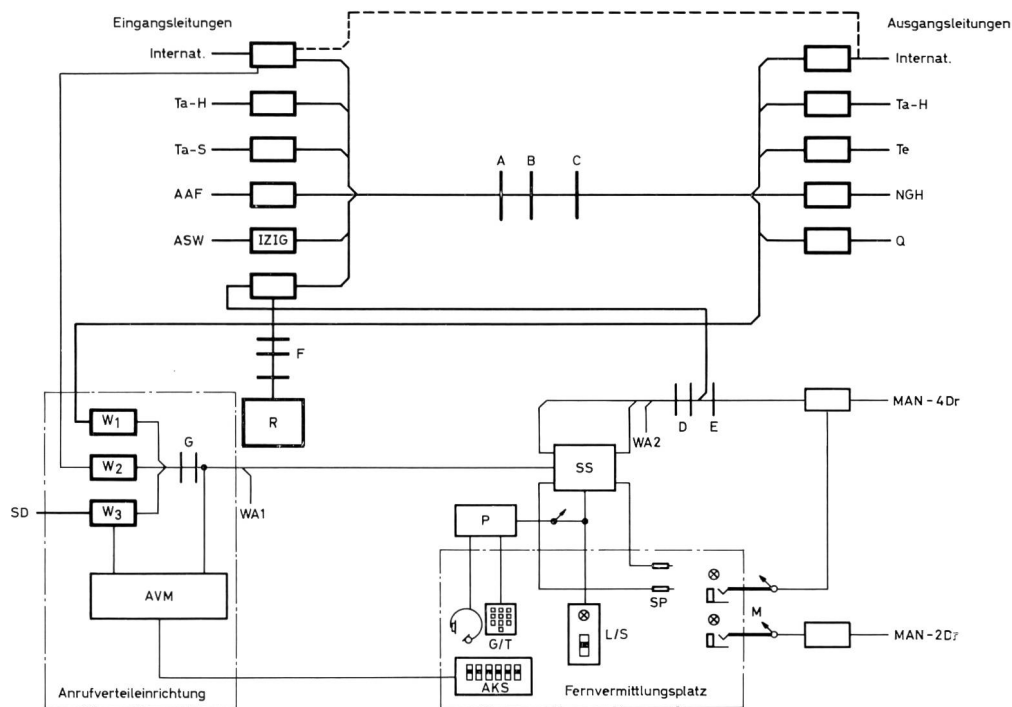 Eingangsleitungen
Ausgangsleitungen
Internat.
Internat.
Ta-H
Ta-H
Ta-S
Te
A B C
AAF
NGH
ASW
IZIG
Q
F
R
W1
G
W2
SD
W3
WA1
AVM
D E
WA2
MAN-4Dr
SS
P
SP
M
G/T
L/S
MAN-2Dr
AKS
Anrufverteileinrichtung
Fernvermittlungsplatz